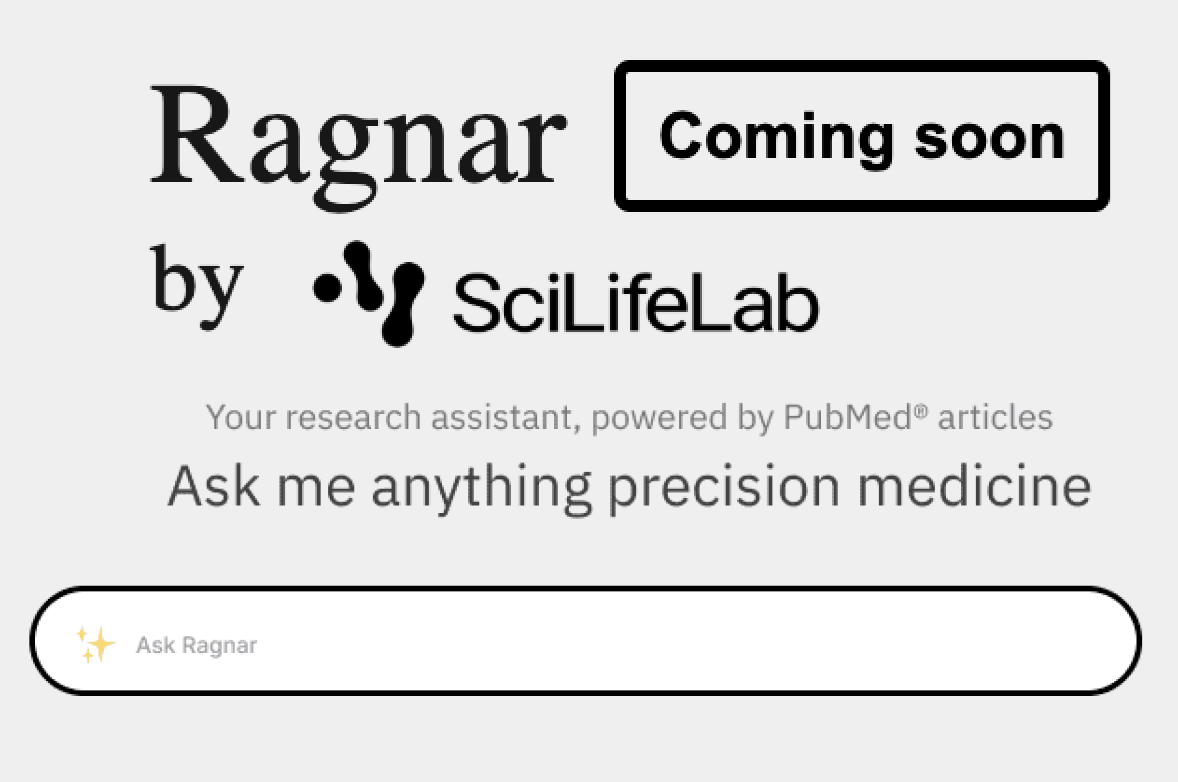 Ragnar Coming soon
by SciLifeLab
Your research assistant, powered by PubMed® articles
Ask me anything precision medicine
Ask Ragnar